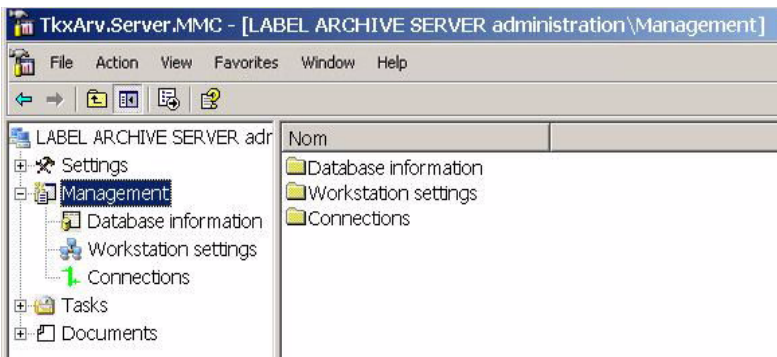 TkxArv.Server.MMC - [LABEL ARCHIVE SERVER administration\Management]
File Action View Favorites Window Help
LABEL ARCHIVE SERVER adr
Settings
Management
Database information
Workstation settings
Connections
Tasks
Documents
Nom
Database information
Workstation settings
Connections